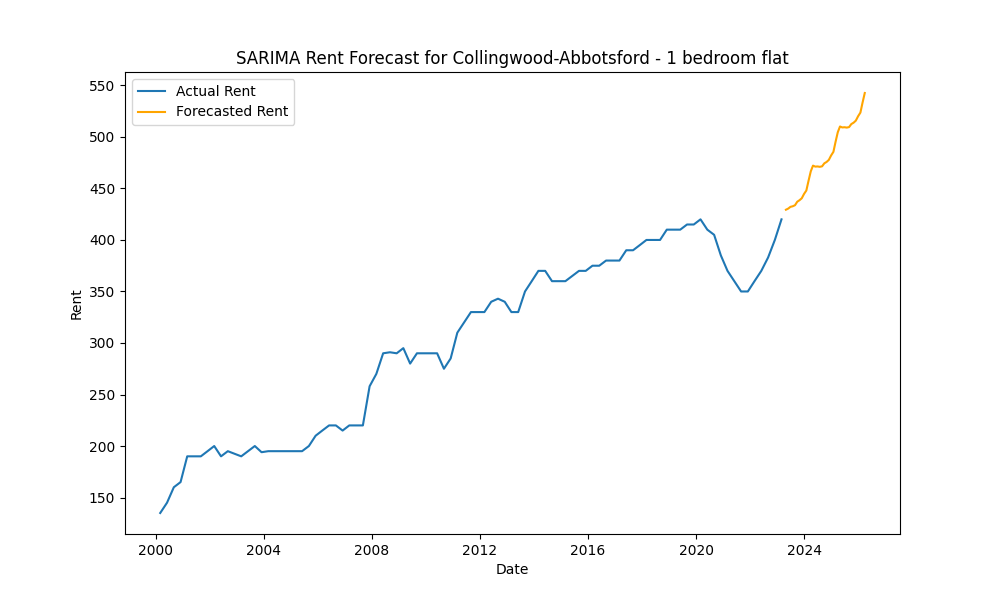 SARIMA Rent Forecast for Collingwood-Abbotsford - 1 bedroom flat
Actual Rent
Forecasted Rent
550
500
450
400
350
300
250
200
150
Rent
2000 2004 2008 2012 2016 2020 2024
Date